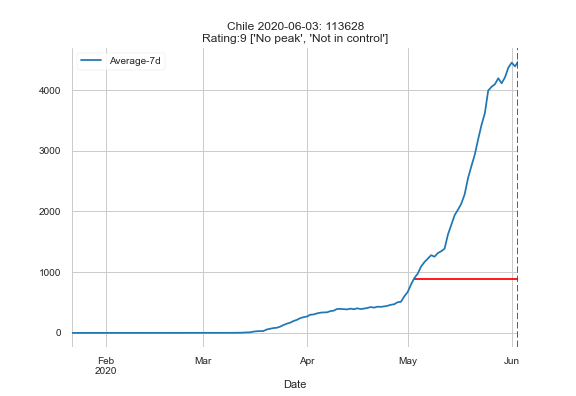 Chile 2020-06-03: 113628
Rating:9 ['No peak', 'Not in control']
Average-7d
4000
3000
2000
1000
0
Feb
2020
Mar
Apr
May
Jun
Date